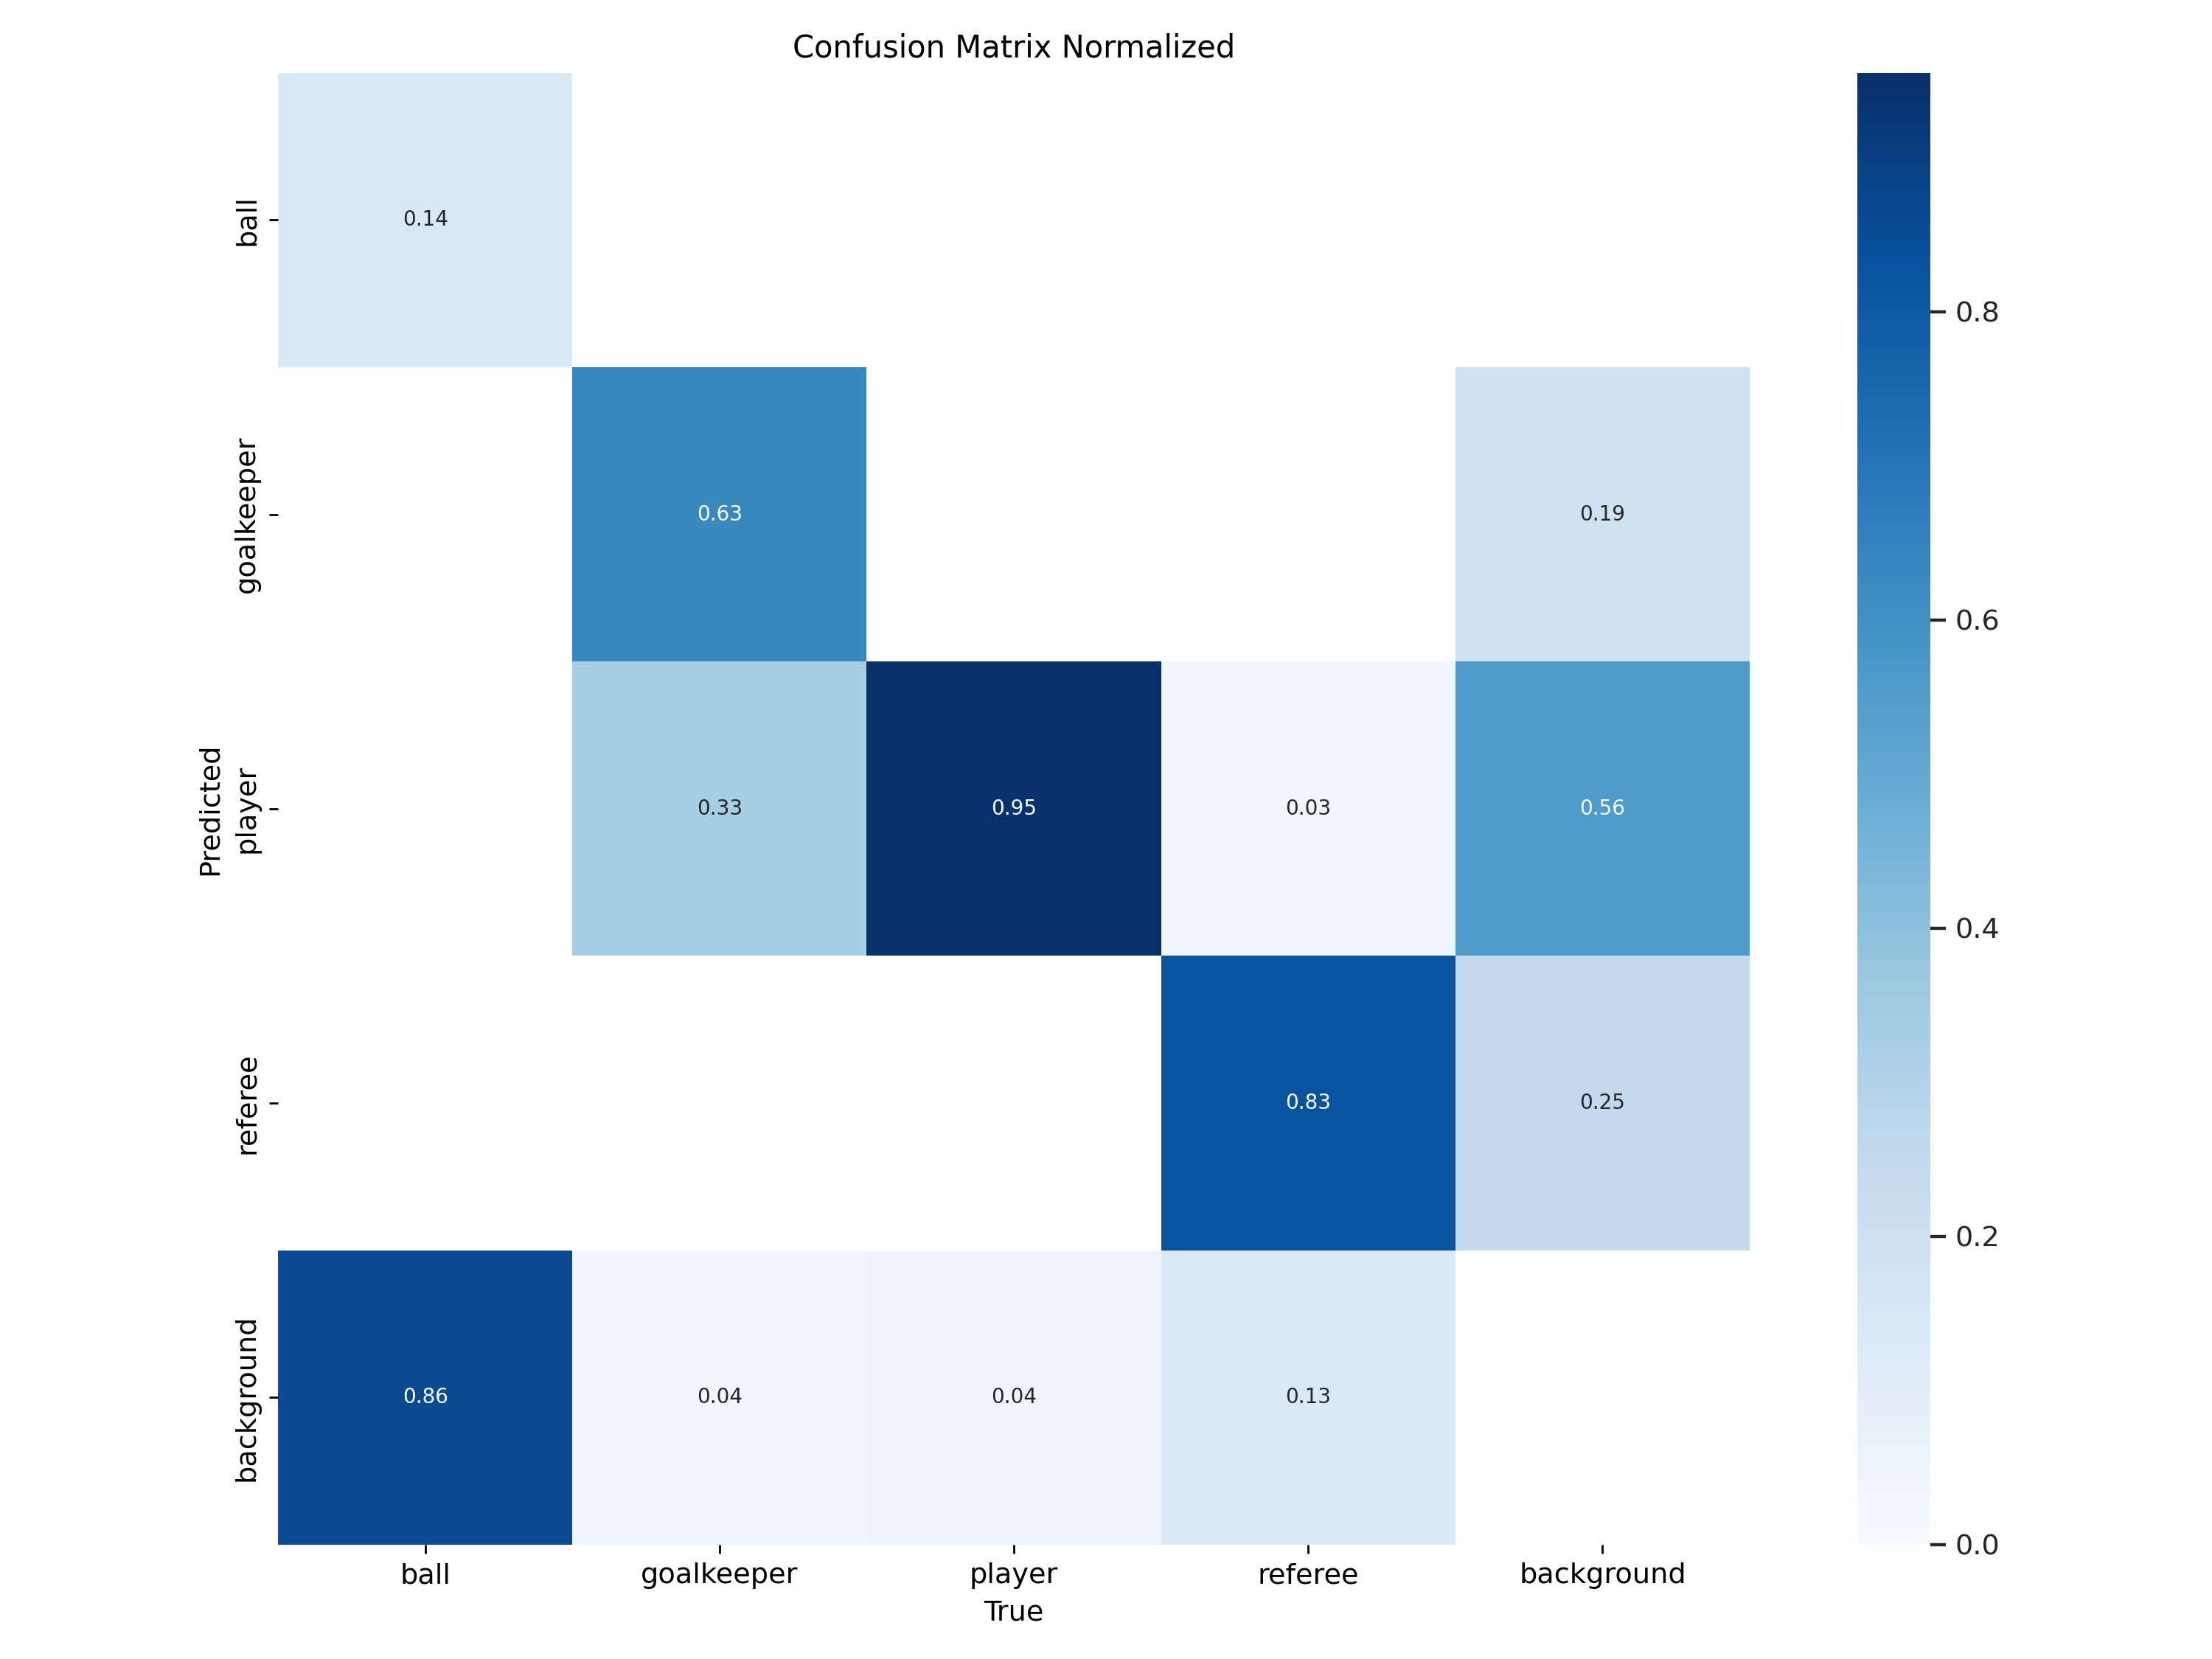 Confusion Matrix Normalized
ball
0.14
0.8
goalkeeper
0.63
0.19
0.6
Predicted
player
0.33
0.95
0.03
0.56
0.4
referee
0.83
0.25
0.2
background
0.86
0.04
0.04
0.13
0.0
ball
goalkeeper
player
referee
background
True